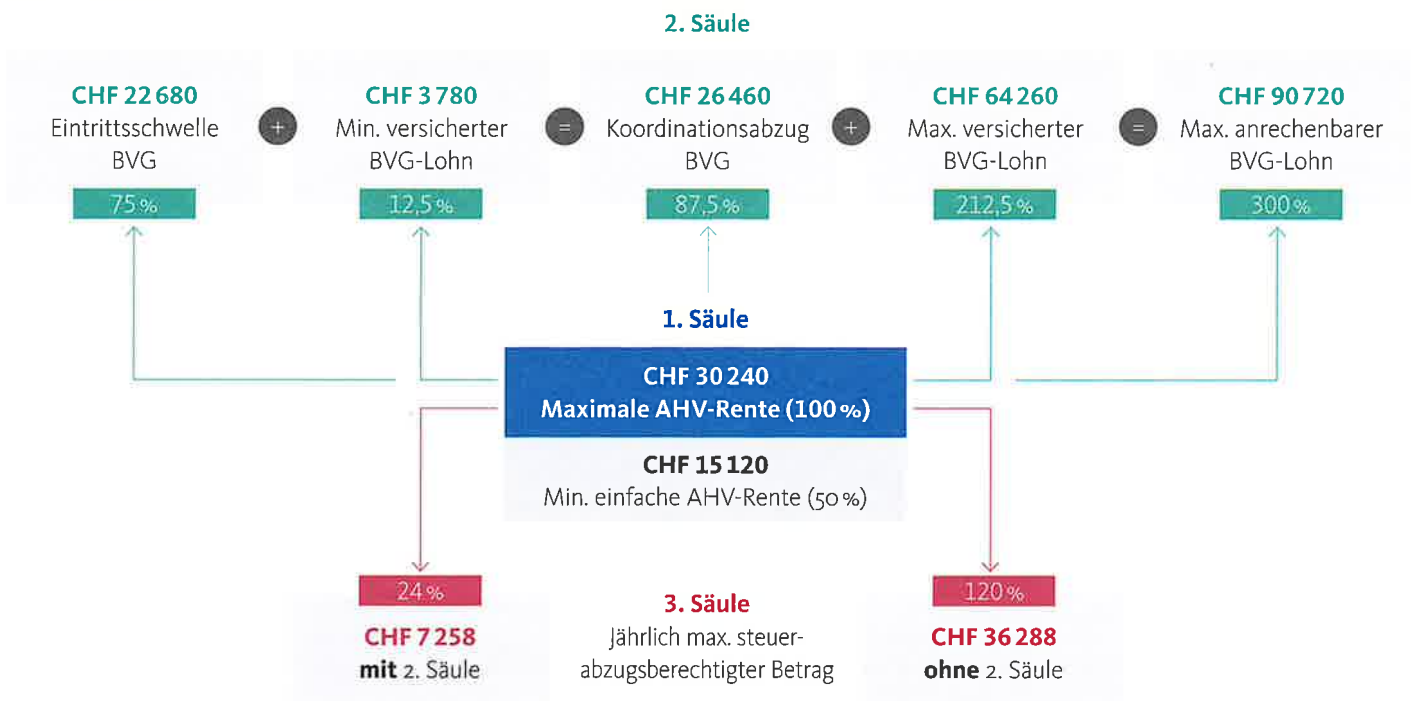 2. Säule
CHF 22 680
Eintrittsschwelle
BVG
75 %
+
CHF 3 780
Min. versicherter
BVG-Lohn
12,5 %
=
CHF 26 460
Koordinationsabzug
BVG
87,5 %
+
CHF 64 260
Max. versicherter
BVG-Lohn
212,5 %
=
CHF 90 720
Max. anrechenbarer
BVG-Lohn
300 %
1. Säule
CHF 30 240
Maximale AHV-Rente (100 %)
CHF 15 120
Min. einfache AHV-Rente (50 %)
24 %
CHF 7 258
mit 2. Säule
3. Säule
Jährlich max. steuer-
abzugsberechtigter Betrag
120 %
CHF 36 288
ohne 2. Säule